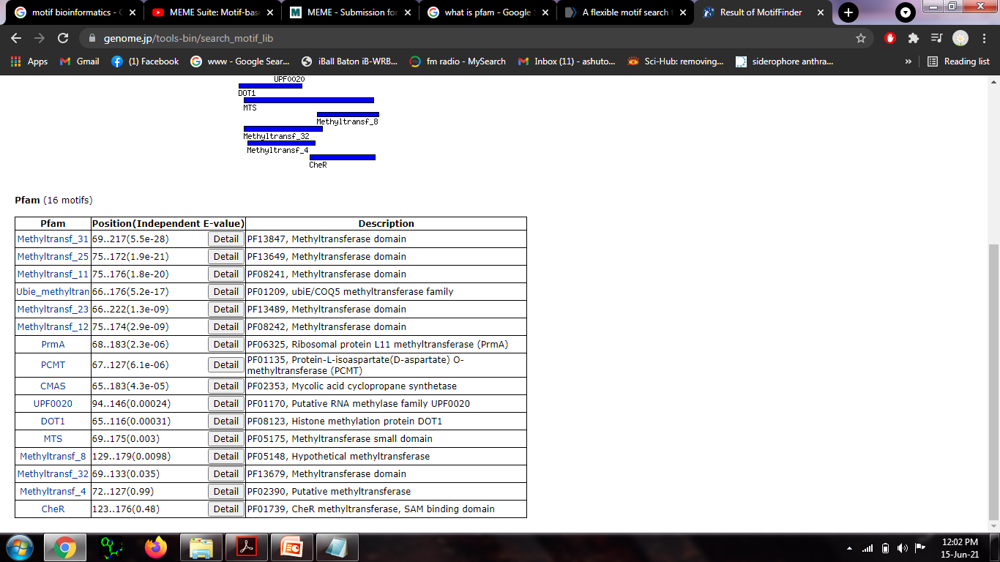 motif bioinformatics - G
MEME Suite: Motif-bas
MEME - Submission for
what is pfam - Google S
A flexible motif search t
Result of MotifFinder
genome.jp/tools-bin/search_motif_lib
Apps
Gmail
(1) Facebook
www - Google Sear...
iBall Baton iB-WRB...
fm radio - MySearch
Inbox (11) - ashuto...
Sci-Hub: removing...
siderophore anthra...
»
Reading list
UPF0020
DOT1
MTS
Methyltransf_8
Methyltransf_32
Methyltransf_4
CheR
Pfam (16 motifs)
Pfam Position(Independent E-value) Description
Methyltransf_31 69..217(5.5e-28) Detail PF13847, Methyltransferase domain
Methyltransf_25 75..172(1.9e-21) Detail PF13649, Methyltransferase domain
Methyltransf_11 75..176(1.8e-20) Detail PF08241, Methyltransferase domain
Ubie_methyltran 66..176(5.2e-17) Detail PF01209, ubiE/COQ5 methyltransferase family
Methyltransf_23 66..222(1.3e-09) Detail PF13489, Methyltransferase domain
Methyltransf_12 75..174(2.9e-09) Detail PF08242, Methyltransferase domain
PrmA 68..183(2.3e-06) Detail PF06325, Ribosomal protein L11 methyltransferase (PrmA)
PCMT 67..127(6.1e-06) Detail PF01135, Protein-L-isoaspartate(D-aspartate) O-
methyltransferase (PCMT)
CMAS 65..183(4.3e-05) Detail PF02353, Mycolic acid cyclopropane synthetase
UPF0020 94..146(0.00024) Detail PF01170, Putative RNA methylase family UPF0020
DOT1 65..116(0.00031) Detail PF08123, Histone methylation protein DOT1
MTS 69..175(0.003) Detail PF05175, Methyltransferase small domain
Methyltransf_8 129..179(0.0098) Detail PF05148, Hypothetical methyltransferase
Methyltransf_32 69..133(0.035) Detail PF13679, Methyltransferase domain
Methyltransf_4 72..127(0.99) Detail PF02390, Putative methyltransferase
CheR 123..176(0.48) Detail PF01739, CheR methyltransferase, SAM binding domain
12:02 PM
15-Jun-21